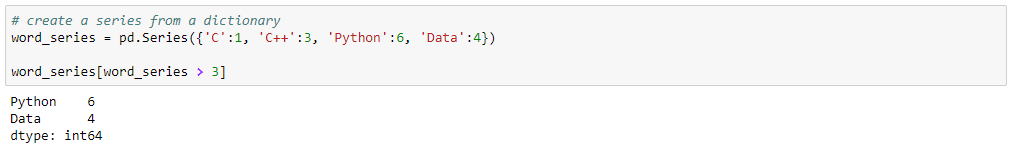 # create a series from a dictionary
word_series = pd.Series({'C':1, 'C++':3, 'Python':6, 'Data':4})
word_series[word_series > 3]
Python    6
Data      4
dtype: int64